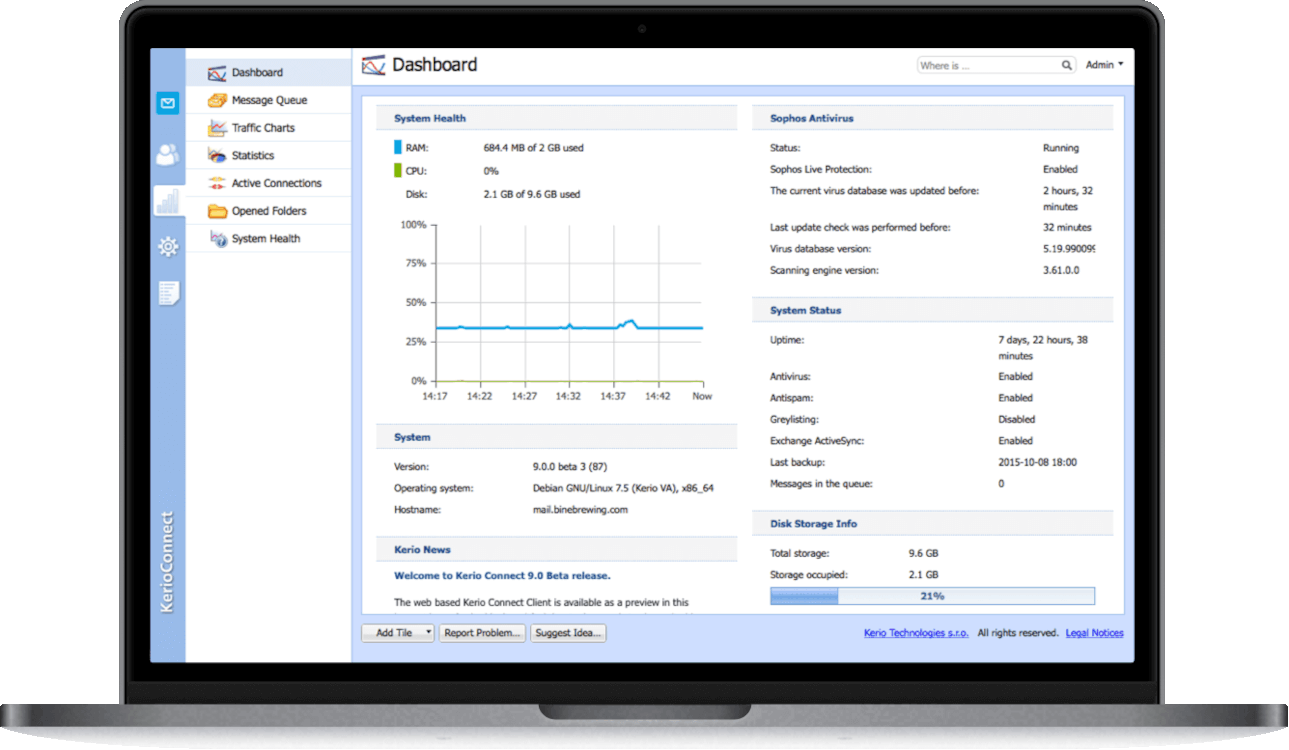 Dashboard
Message Queue
Traffic Charts
Statistics
Active Connections
Opened Folders
System Health
KerioConnect
Dashboard
Where is ...
Admin
System Health
RAM: 684.4 MB of 2 GB used
CPU: 0%
Disk: 2.1 GB of 9.6 GB used
100%
75%
50%
25%
0%
14:17 14:22 14:27 14:32 14:37 14:42 Now
System
Version: 9.0.0 beta 3 (87)
Operating system: Debian GNU/Linux 7.5 (Kerio VA), x86_64
Hostname: mail.binebrewing.com
Kerio News
Welcome to Kerio Connect 9.0 Beta release.
The web based Kerio Connect Client is available as a preview in this
Sophos Antivirus
Status: Running
Sophos Live Protection: Enabled
The current virus database was updated before: 2 hours, 32
minutes
Last update check was performed before: 32 minutes
Virus database version: 5.19.990099
Scanning engine version: 3.61.0.0
System Status
Uptime: 7 days, 22 hours, 38
minutes
Antivirus: Enabled
Antispam: Enabled
Greylisting: Disabled
Exchange ActiveSync: Enabled
Last backup: 2015-10-08 18:00
Messages in the queue: 0
Disk Storage Info
Total storage: 9.6 GB
Storage occupied: 2.1 GB
21%
Add Tile
Report Problem...
Suggest Idea...
Kerio Technologies s.r.o. All rights reserved. Legal Notices